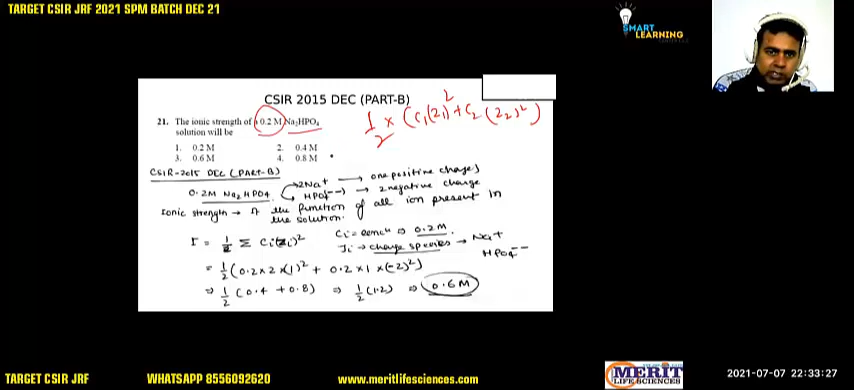 TARGET CSIR JRF 2021 SPM BATCH DEC 21
SMART
LEARNING
CSIR 2015 DEC (PART-B)
21. The ionic strength of a 0.2 M Na₂HPO₄
solution will be
1. 0.2 M 2. 0.4 M
3. 0.6 M 4. 0.8 M
1/2 × (C₁(Z₁)² + C₂(Z₂)²)
CSIR-2015 DEC (PART-B)
0.2M Na₂HPO₄ → 2Na+ → one positive charge
HPO₄⁻⁻ → 2 negative charge
Ionic strength → It the function of all ion present in
the solution.
I = 1/2 Σ Ci(Zi)²
Ci = conc⁠ⁿ ⇒ 0.2M.
Zi = charge species → Na+
HPO₄⁻⁻
= 1/2 (0.2×2×(1)² + 0.2×1×(-2)²)
⇒ 1/2 (0.4 + 0.8) ⇒ 1/2 (1.2) ⇒ 0.6M
TARGET CSIR JRF WHATSAPP 8556092620 www.meritlifesciences.com
MERIT
LIFE SCIENCES
2021-07-07 22:33:27